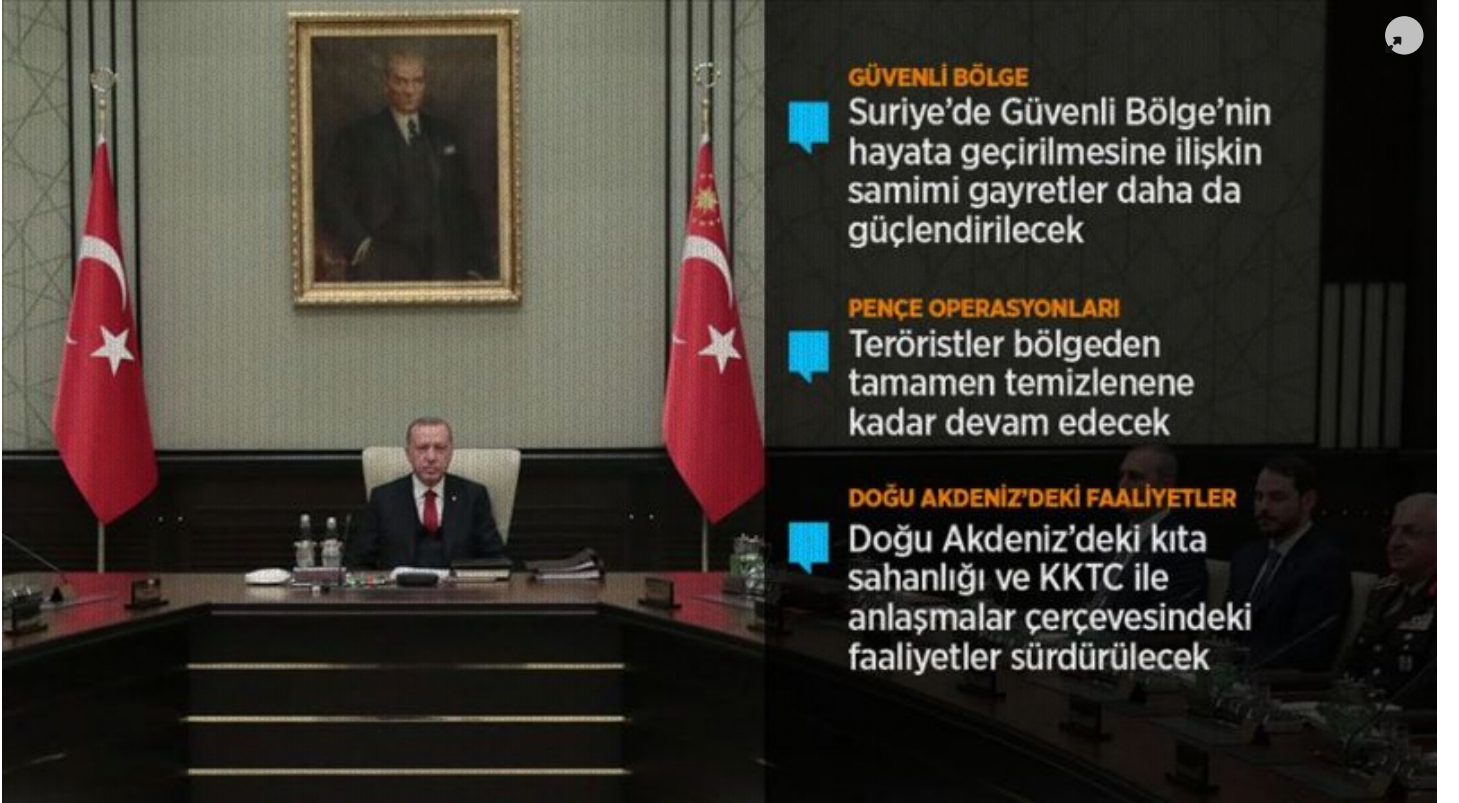 GÜVENLİ BÖLGE
Suriye’de Güvenli Bölge’nin
hayata geçirilmesine ilişkin
samimi gayretler daha da
güçlendirilecek
PENÇE OPERASYONLARI
Teröristler bölgeden
tamamen temizlenene
kadar devam edecek
DOĞU AKDENİZ’DEKİ FAALİYETLER
Doğu Akdeniz’deki kıta
sahanlığı ve KKTC ile
anlaşmalar çerçevesindeki
faaliyetler sürdürülecek